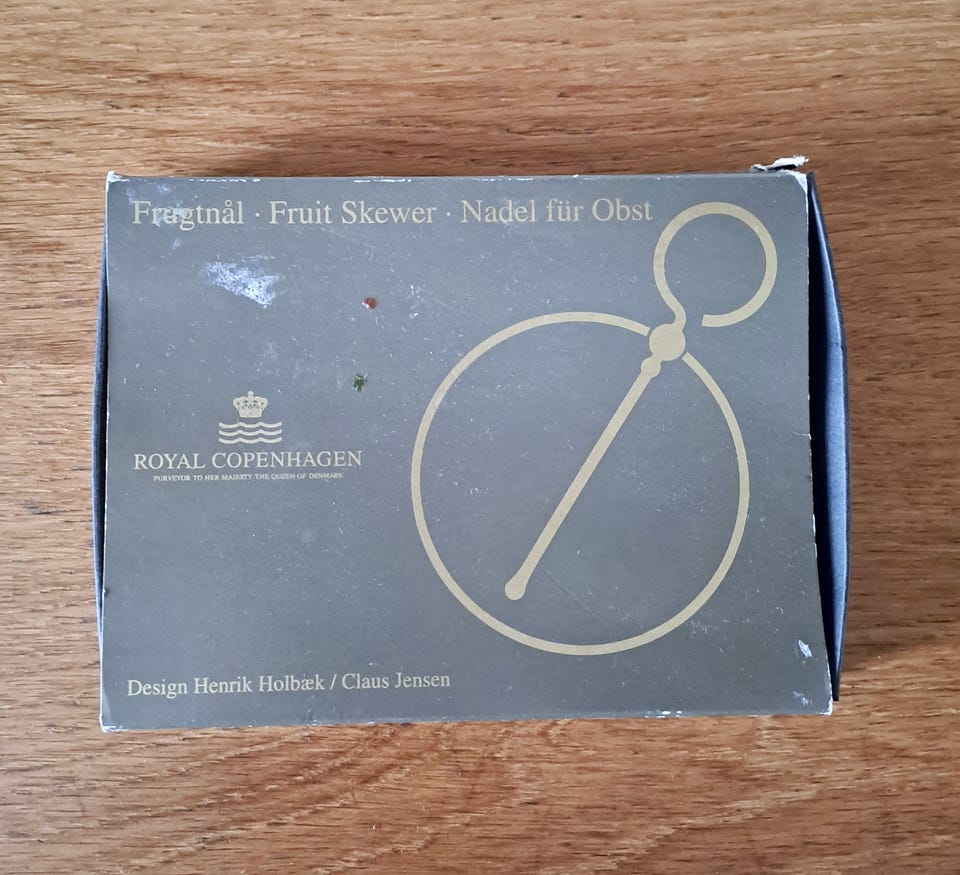 Frugtnål · Fruit Skewer · Nadel für Obst
ROYAL COPENHAGEN
PURVEYOR TO HER MAJESTY THE QUEEN OF DENMARK
Design Henrik Holbæk / Claus Jensen